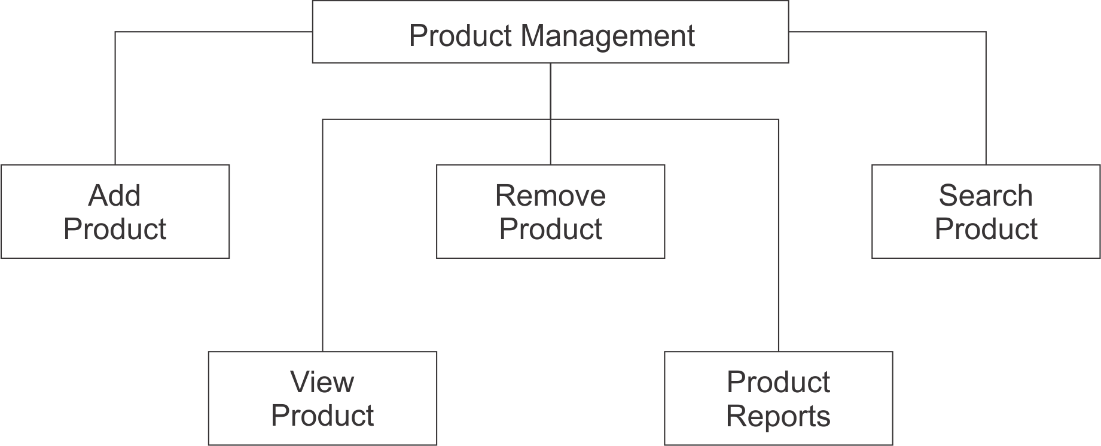 Product Management
Add
Product
Remove
Product
Search
Product
View
Product
Product
Reports